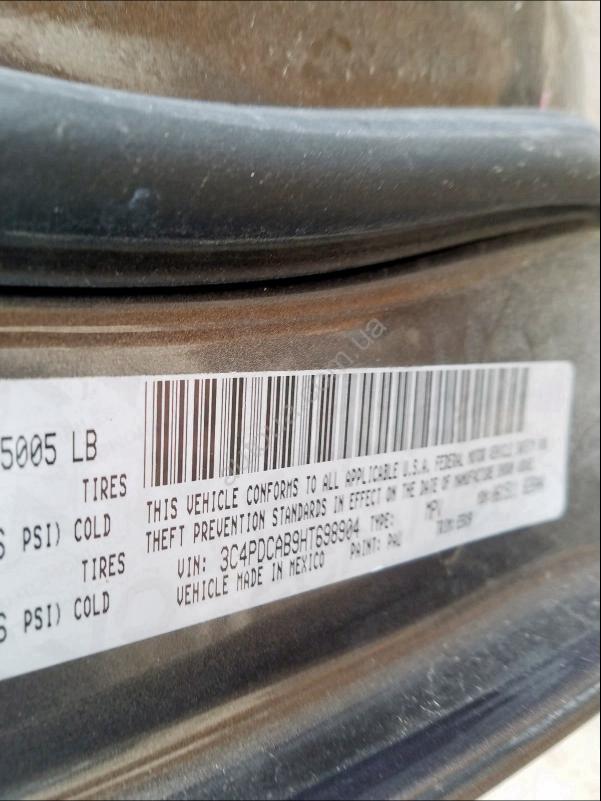 5005 LB
TIRES
PSI) COLD
TIRES
PSI) COLD
THIS VEHICLE CONFORMS TO ALL APPLICABLE U.S.A. FEDERAL MOTOR VEHICLE SAFETY AND
THEFT PREVENTION STANDARDS IN EFFECT ON THE DATE OF MANUFACTURE SHOWN ABOVE.
VIN: 3C4PDCAB9HT698904 TYPE: MPV
VEHICLE MADE IN MEXICO PAINT: PAU TRIM: